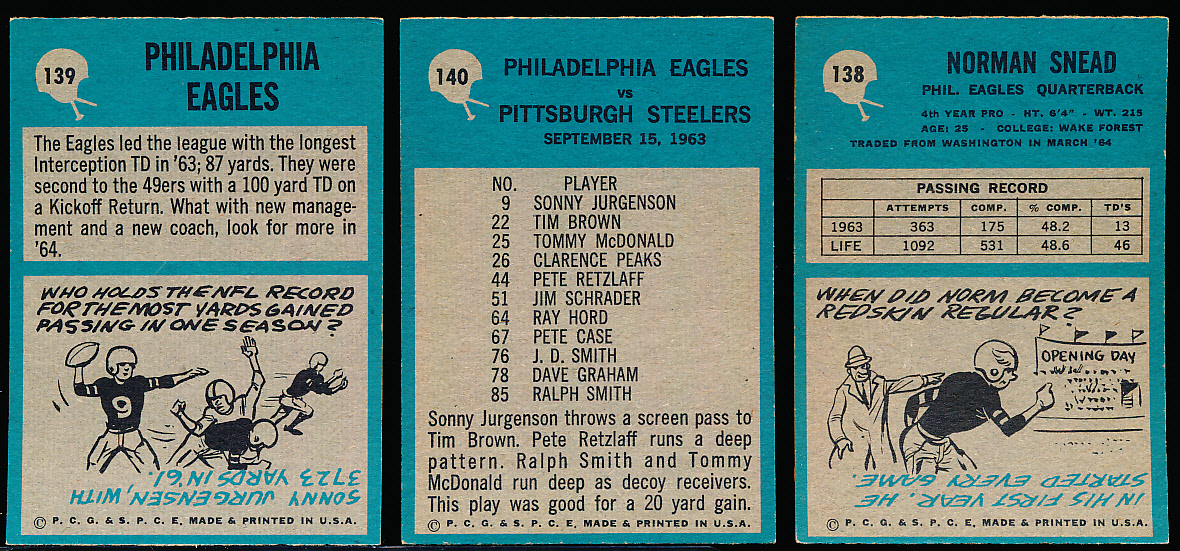 139
PHILADELPHIA
EAGLES
The Eagles led the league with the longest
Interception TD in '63; 87 yards. They were
second to the 49ers with a 100 yard TD on
a Kickoff Return. What with new manage-
ment and a new coach, look for more in
'64.
WHO HOLDS THE NFL RECORD
FOR THE MOST YARDS GAINED
PASSING IN ONE SEASON?
9
SONNY JURGENSEN, WITH
3723 YARDS IN '61.
© P. C. G. & S. P. C. E. MADE & PRINTED IN U.S.A.
140
PHILADELPHIA EAGLES
VS
PITTSBURGH STEELERS
SEPTEMBER 15, 1963
NO. PLAYER
9 SONNY JURGENSON
22 TIM BROWN
25 TOMMY McDONALD
26 CLARENCE PEAKS
44 PETE RETZLAFF
51 JIM SCHRADER
64 RAY HORD
67 PETE CASE
76 J. D. SMITH
78 DAVE GRAHAM
85 RALPH SMITH
Sonny Jurgenson throws a screen pass to
Tim Brown. Pete Retzlaff runs a deep
pattern. Ralph Smith and Tommy
McDonald run deep as decoy receivers.
This play was good for a 20 yard gain.
© P. C. G. & S. P. C. E. MADE & PRINTED IN U.S.A.
138
NORMAN SNEAD
PHIL. EAGLES QUARTERBACK
4th YEAR PRO - HT. 6'4" - WT. 215
AGE: 25 - COLLEGE: WAKE FOREST
TRADED FROM WASHINGTON IN MARCH '64
PASSING RECORD
ATTEMPTS COMP. % COMP. TD'S
1963 363 175 48.2 13
LIFE 1092 531 48.6 46
WHEN DID NORM BECOME A
REDSKIN REGULAR?
OPENING DAY
IN HIS FIRST YEAR. HE
STARTED EVERY GAME.
© P. C. G. & S. P. C. E. MADE & PRINTED IN U.S.A.